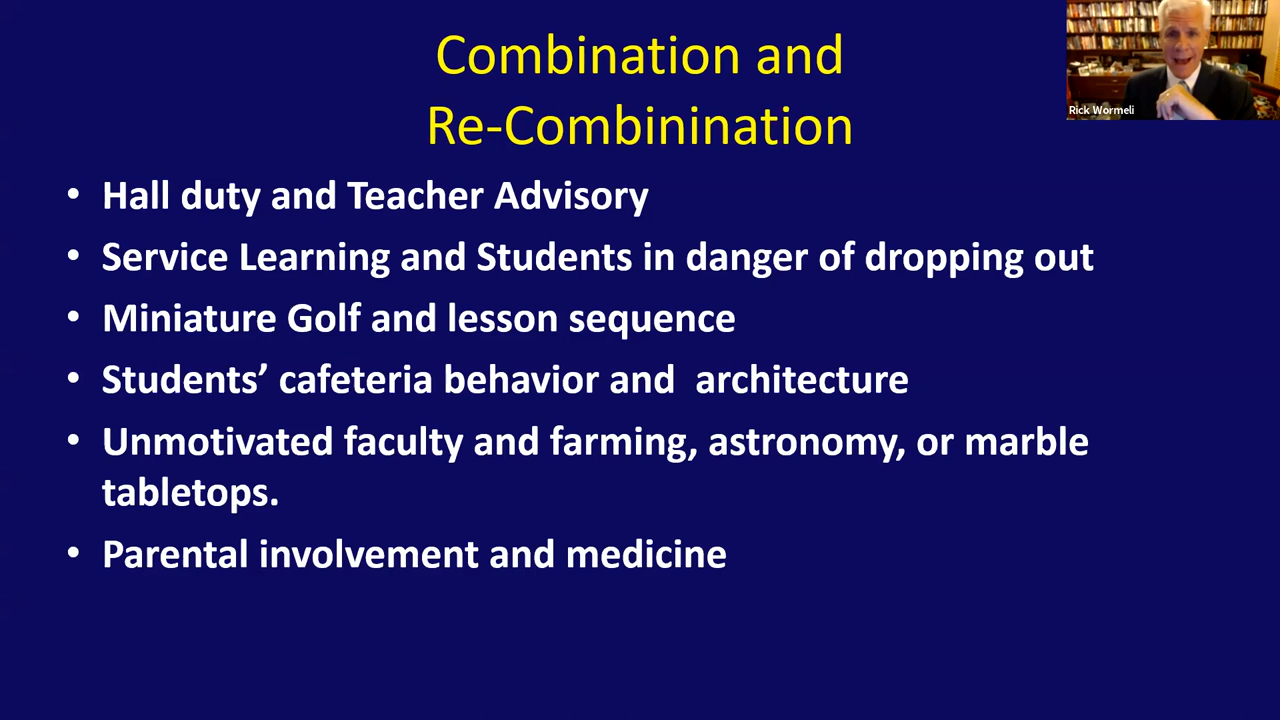 Combination and
Re-Combinination
Rick Wormeli
• Hall duty and Teacher Advisory
• Service Learning and Students in danger of dropping out
• Miniature Golf and lesson sequence
• Students’ cafeteria behavior and  architecture
• Unmotivated faculty and farming, astronomy, or marble
tabletops.
• Parental involvement and medicine